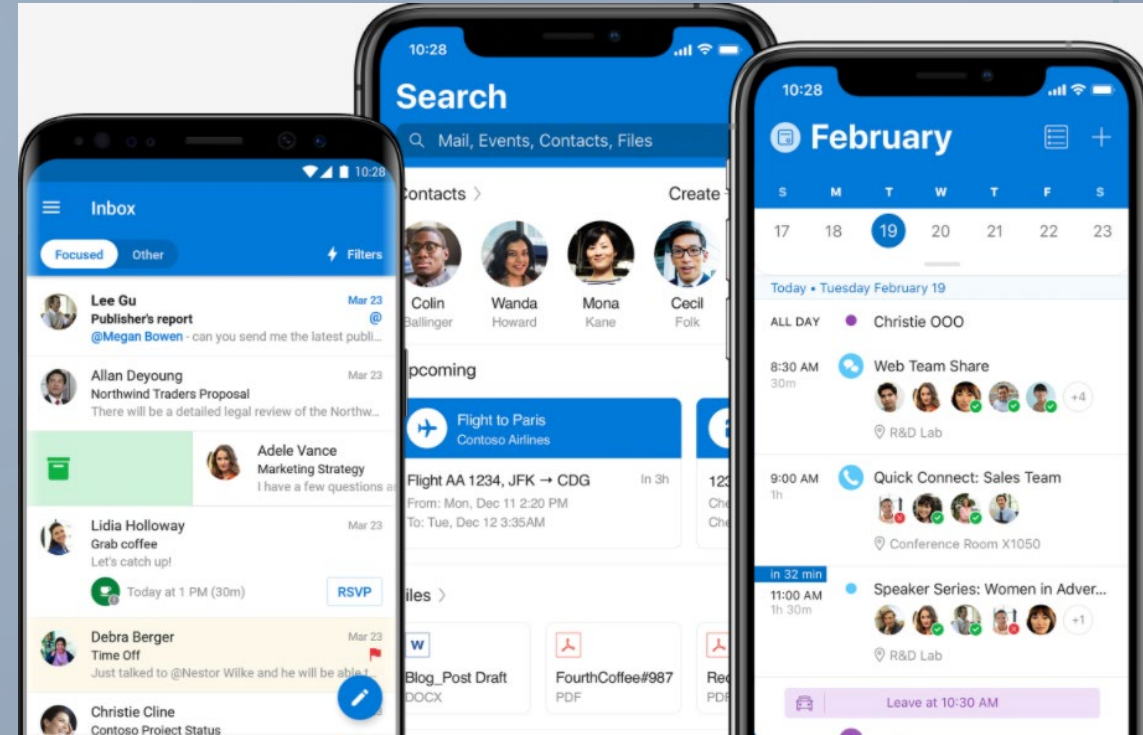 10:28
Inbox
Focused
Other
Filters
Lee Gu
Mar 23
Publisher's report
@
@Megan Bowen - can you send me the latest publi...
Allan Deyoung
Mar 23
Northwind Traders Proposal
There will be a detailed legal review of the Northw...
Adele Vance
Marketing Strategy
I have a few questions
Lidia Holloway
Mar 23
Grab coffee
Let's catch up!
Today at 1 PM (30m)
RSVP
Debra Berger
Mar 23
Time Off
Just talked to @Nestor Wilke and he will be able t...
Christie Cline
Contoso Project Status
10:28
Search
Mail, Events, Contacts, Files
ontacts
Create
Colin
Ballinger
Wanda
Howard
Mona
Kane
Cecil
Folk
pcoming
Flight to Paris
Contoso Airlines
Flight AA 1234, JFK → CDG
In 3h
From: Mon, Dec 11 2:20 PM
To: Tue, Dec 12 3:35AM
123
Che
Che
iles
W
Blog_Post Draft
DOCX
FourthCoffee#987
PDF
Rec
PDF
10:28
February
S M T W T F S
17 18 19 20 21 22 23
Today • Tuesday February 19
ALL DAY
Christie OOO
8:30 AM
30m
Web Team Share
+4
R&D Lab
9:00 AM
1h
Quick Connect: Sales Team
Conference Room X1050
in 32 min
11:00 AM
1h 30m
Speaker Series: Women in Adver...
+1
R&D Lab
Leave at 10:30 AM